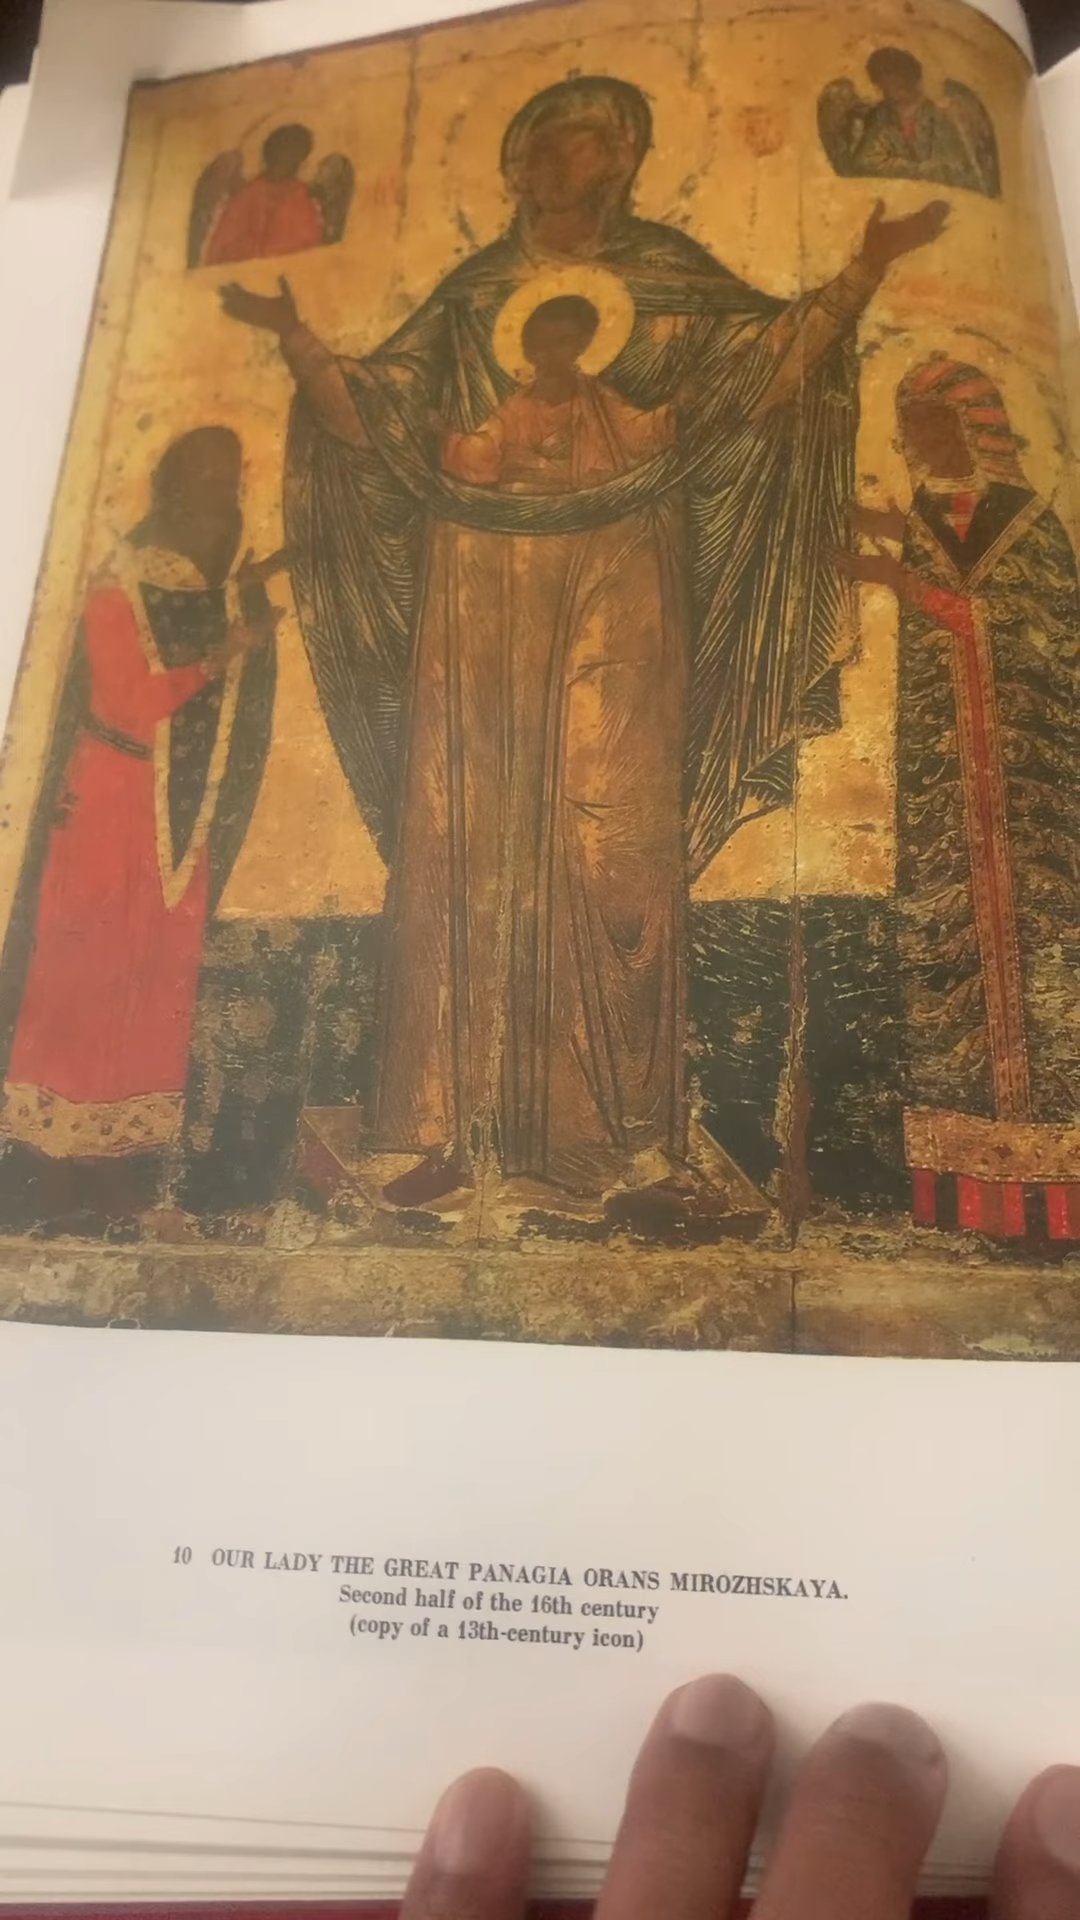 10 OUR LADY THE GREAT PANAGIA ORANS MIROZHSKAYA.
Second half of the 16th century
(copy of a 13th-century icon)